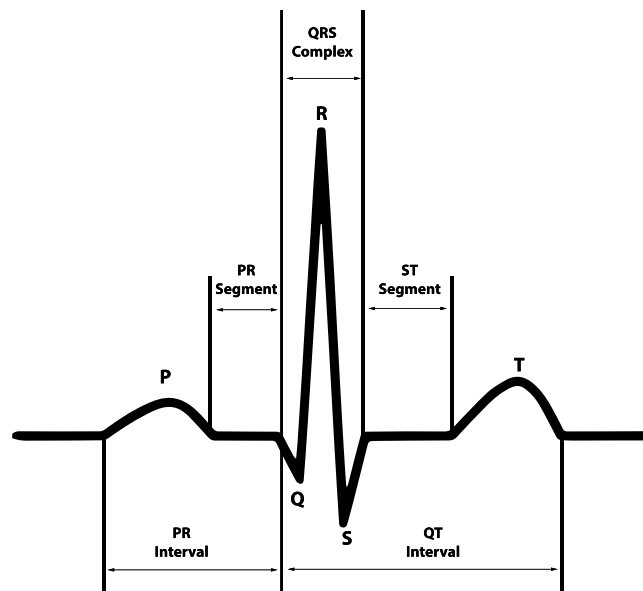 QRS
Complex
R
PR
Segment
ST
Segment
P
T
Q
S
PR
Interval
QT
Interval